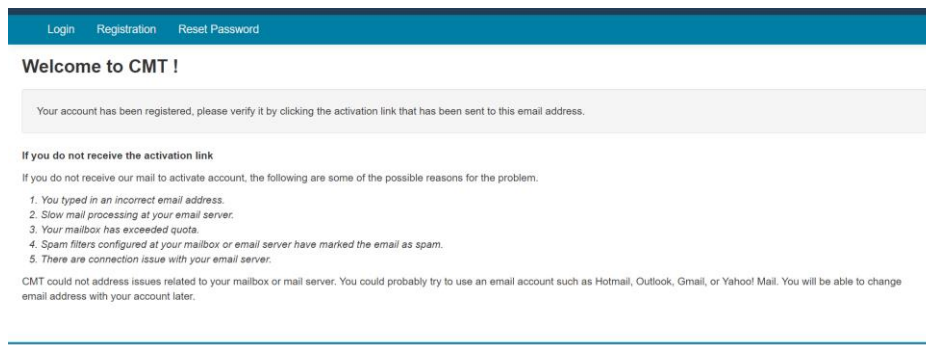 Login Registration Reset Password
Welcome to CMT !
Your account has been registered, please verify it by clicking the activation link that has been sent to this email address.
If you do not receive the activation link
If you do not receive our mail to activate account, the following are some of the possible reasons for the problem.
1. You typed in an incorrect email address.
2. Slow mail processing at your email server.
3. Your mailbox has exceeded quota.
4. Spam filters configured at your mailbox or email server have marked the email as spam.
5. There are connection issue with your email server.
CMT could not address issues related to your mailbox or mail server. You could probably try to use an email account such as Hotmail, Outlook, Gmail, or Yahoo! Mail. You will be able to change
email address with your account later.